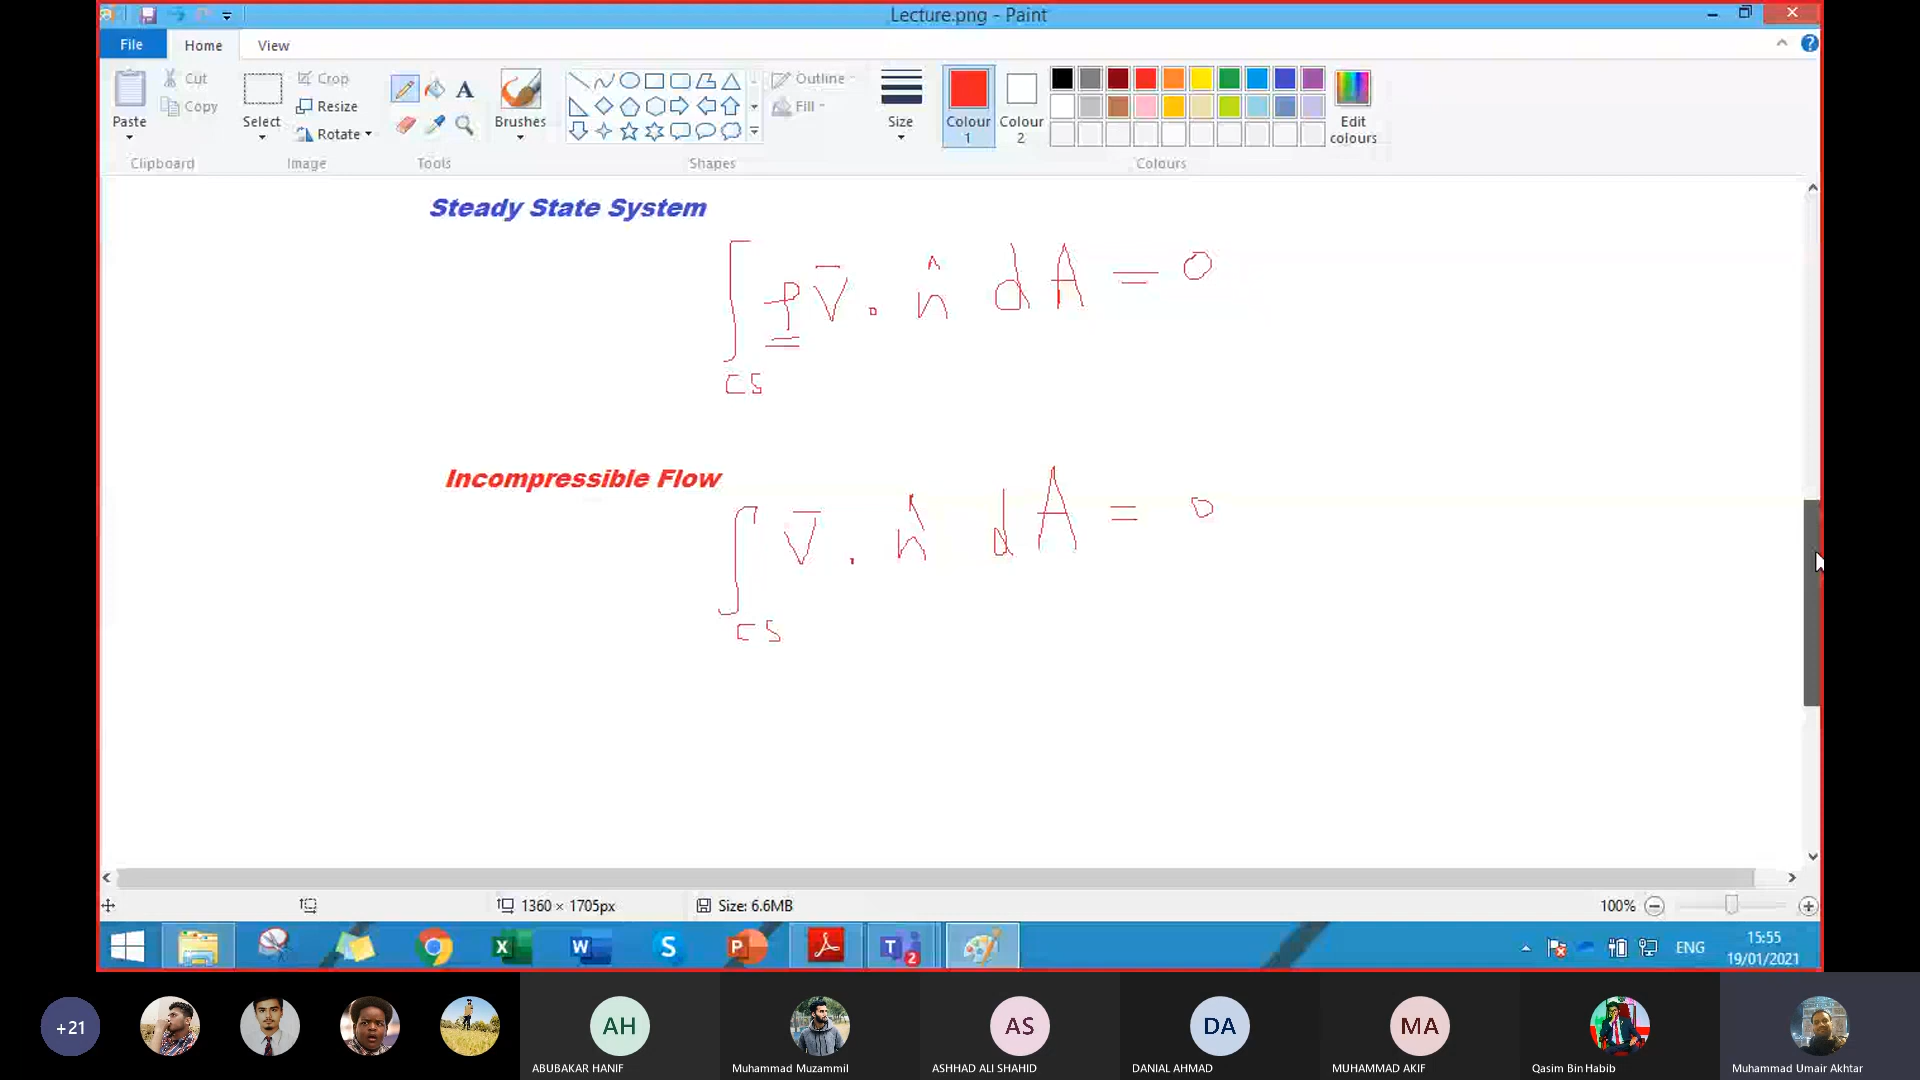 Lecture.png - Paint
File Home View
Paste Cut Copy Clipboard
Select Crop Resize Rotate Image
A Tools
Brushes
Shapes Outline Fill
Size
Colour 1 Colour 2 Colours Edit colours
Steady State System
∫ ρ V̄ . n̂ dA = 0
CS
Incompressible Flow
∫ V̄ . n̂ dA = 0
CS
1360 × 1705px Size: 6.6MB 100%
X W S P T 2 ENG 15:55
19/01/2021
+21 AH AS DA MA
ABUBAKAR HANIF Muhammad Muzammil ASHHAD ALI SHAHID DANIAL AHMAD MUHAMMAD AKIF Qasim Bin Habib Muhammad Umair Akhtar